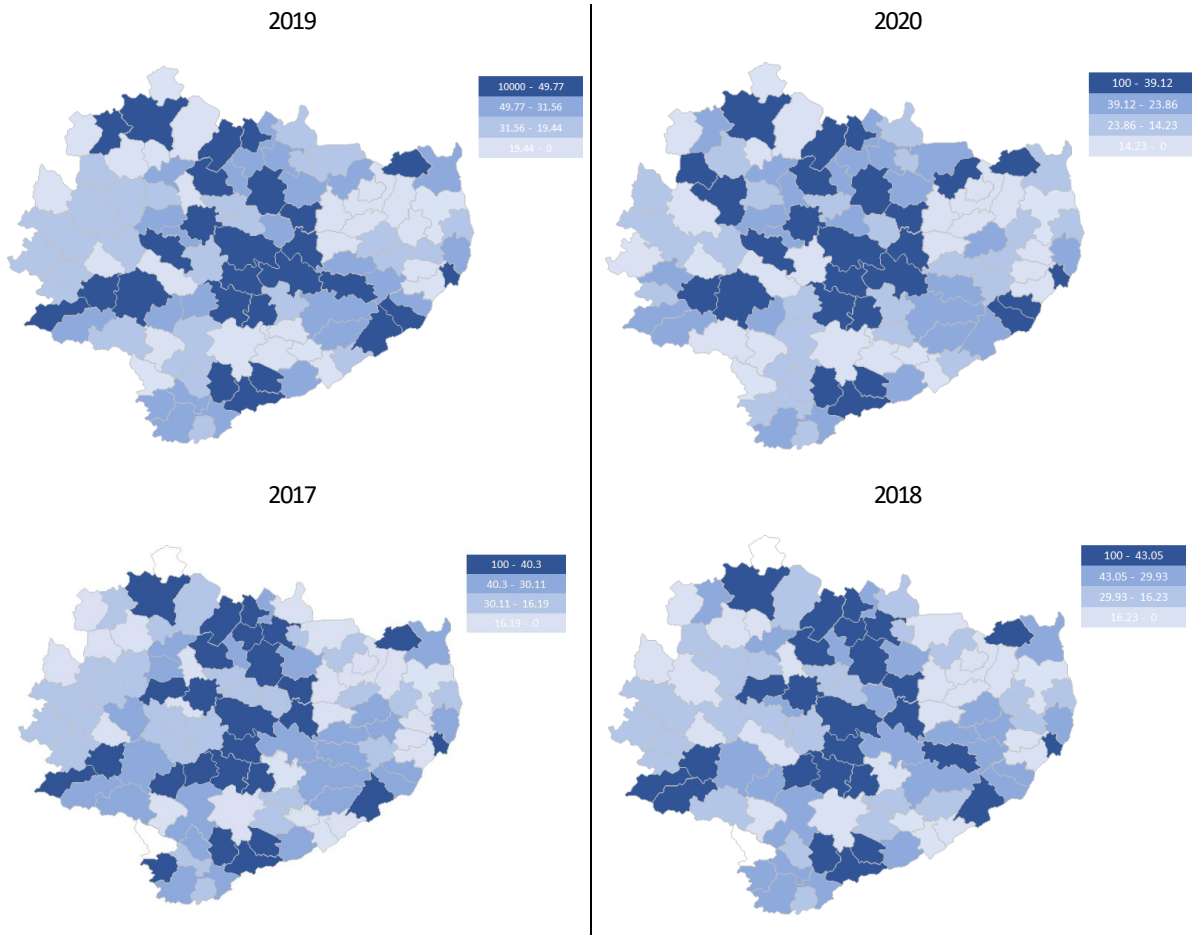 2019
10000 - 49.77
49.77 - 31.56
31.56 - 19.44
19.44 - 0
2020
100 - 39.12
39.12 - 23.86
23.86 - 14.23
14.23 - 0
2017
100 - 40.3
40.3 - 30.11
30.11 - 16.19
16.19 - 0
2018
100 - 43.05
43.05 - 29.93
29.93 - 16.23
16.23 - 0